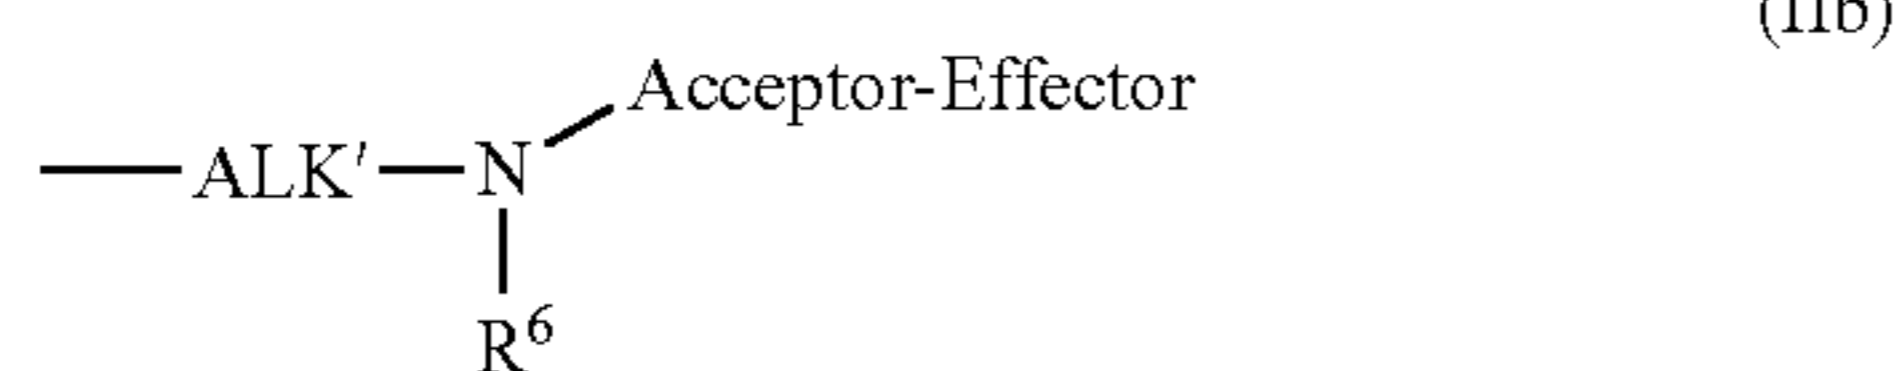 (IIb)
Acceptor-Effector
ALK′—N
R⁶